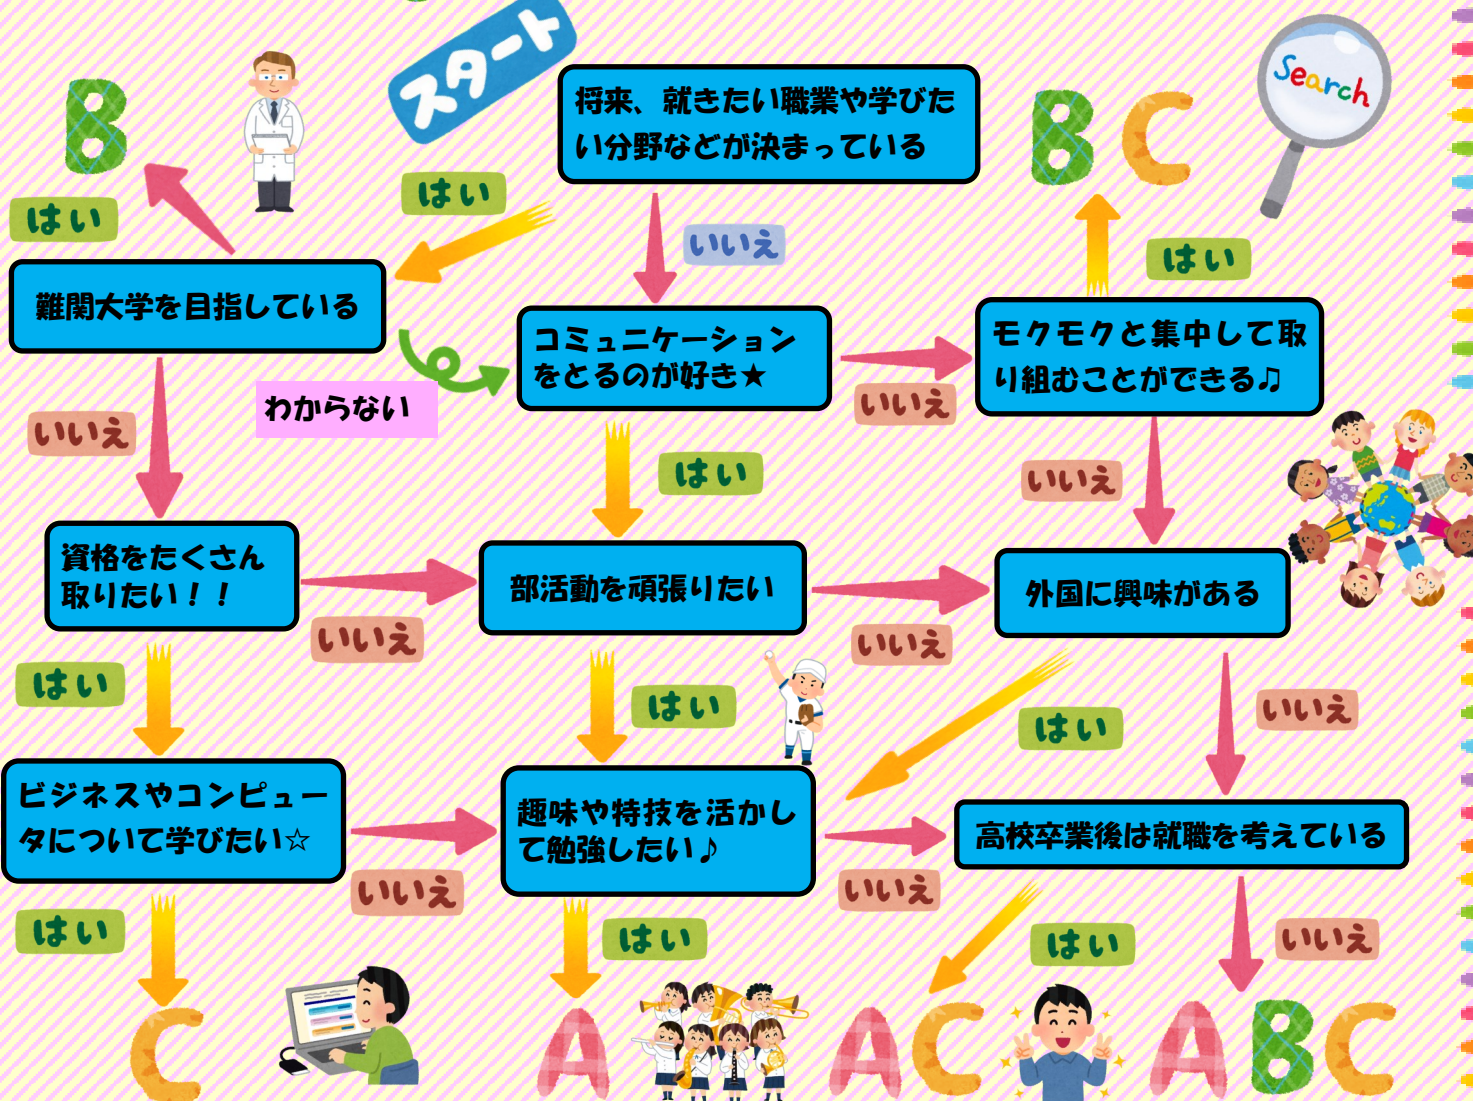 スタート
将来、就きたい職業や学びた
い分野などが決まっている
B
B C
Search
はい
はい
いいえ
はい
難関大学を目指している
コミュニケーション
をとるのが好き★
モクモクと集中して取
り組むことができる♫
わからない
いいえ
いいえ
はい
いいえ
資格をたくさん
取りたい！！
部活動を頑張りたい
外国に興味がある
いいえ
いいえ
はい
はい
はい
いいえ
ビジネスやコンピュー
タについて学びたい☆
趣味や特技を活かし
て勉強したい♪
高校卒業後は就職を考えている
いいえ
いいえ
はい
はい
はい
いいえ
C
A
A C
A B C